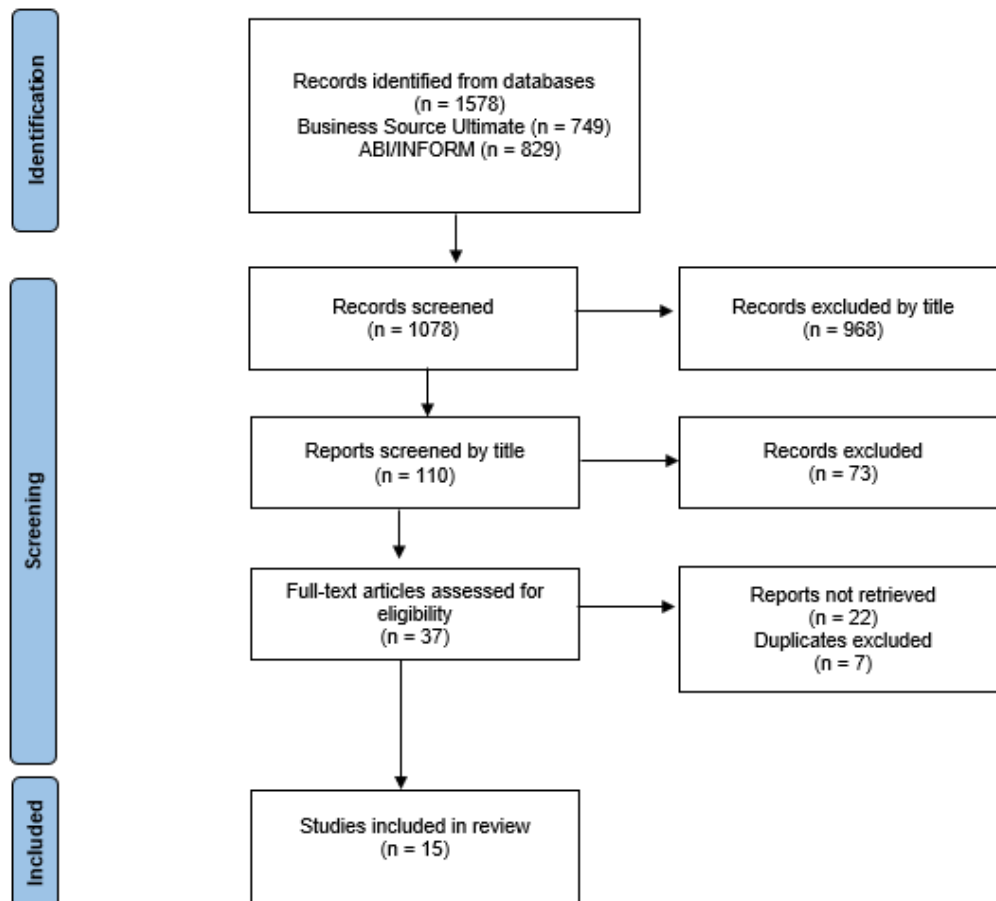 Identification
Records identified from databases
(n = 1578)
Business Source Ultimate (n = 749)
ABI/INFORM (n = 829)
Screening
Records screened
(n = 1078)
Records excluded by title
(n = 968)
Reports screened by title
(n = 110)
Records excluded
(n = 73)
Full-text articles assessed for
eligibility
(n = 37)
Reports not retrieved
(n = 22)
Duplicates excluded
(n = 7)
Included
Studies included in review
(n = 15)